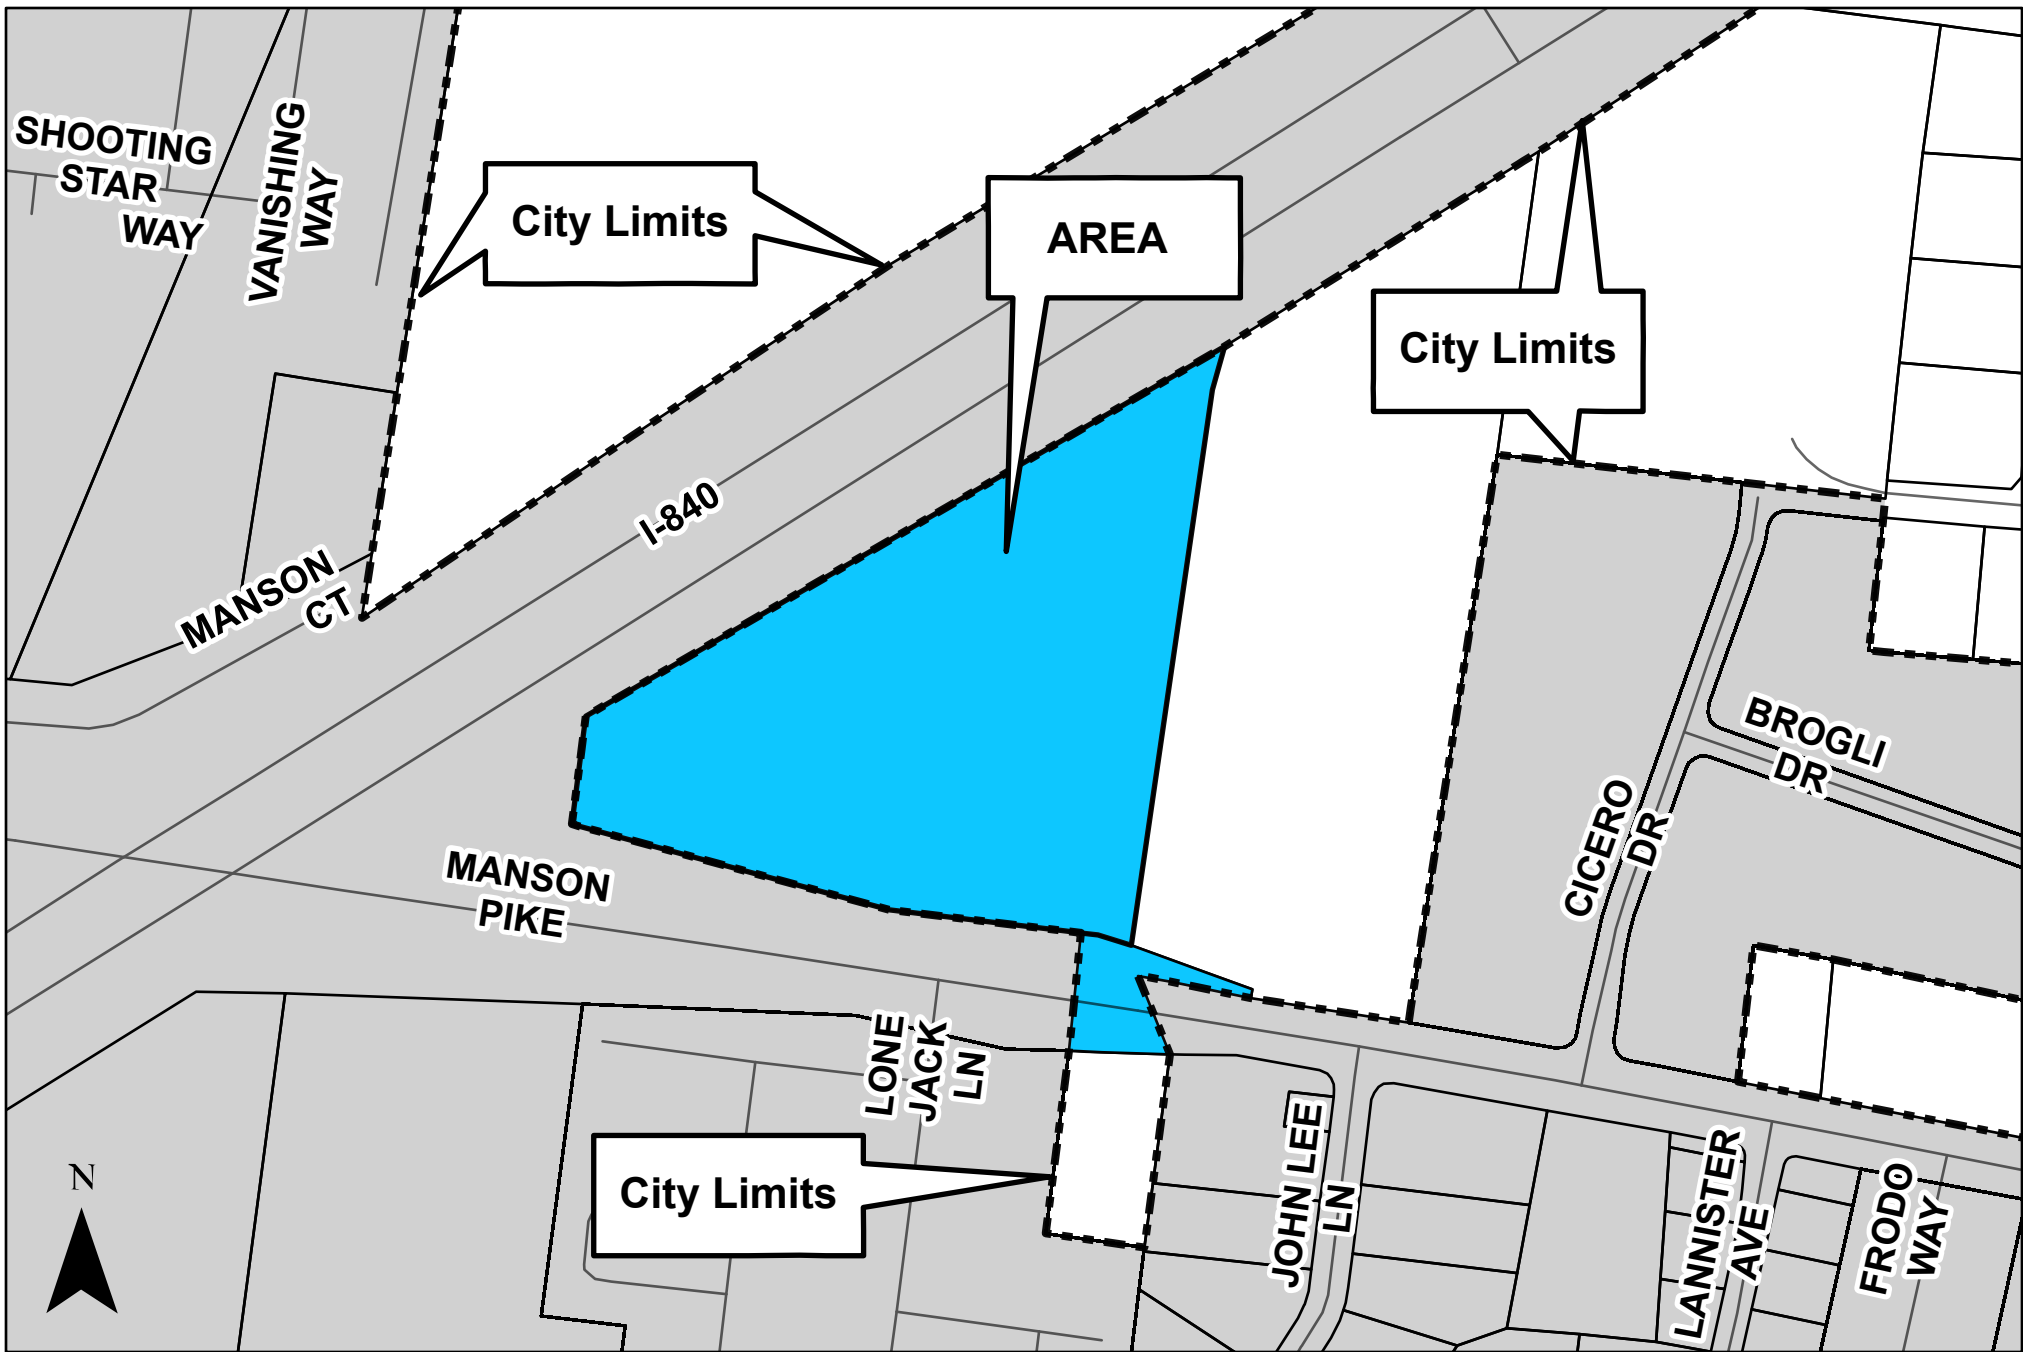 SHOOTING
STAR
WAY
VANISHING
WAY
City Limits
AREA
City Limits
I-840
MANSON
CT
BROGLI
DR
CICERO
DR
MANSON
PIKE
LONE
JACK
LN
City Limits
JOHN LEE
LN
LANNISTER
AVE
FRODO
WAY
N